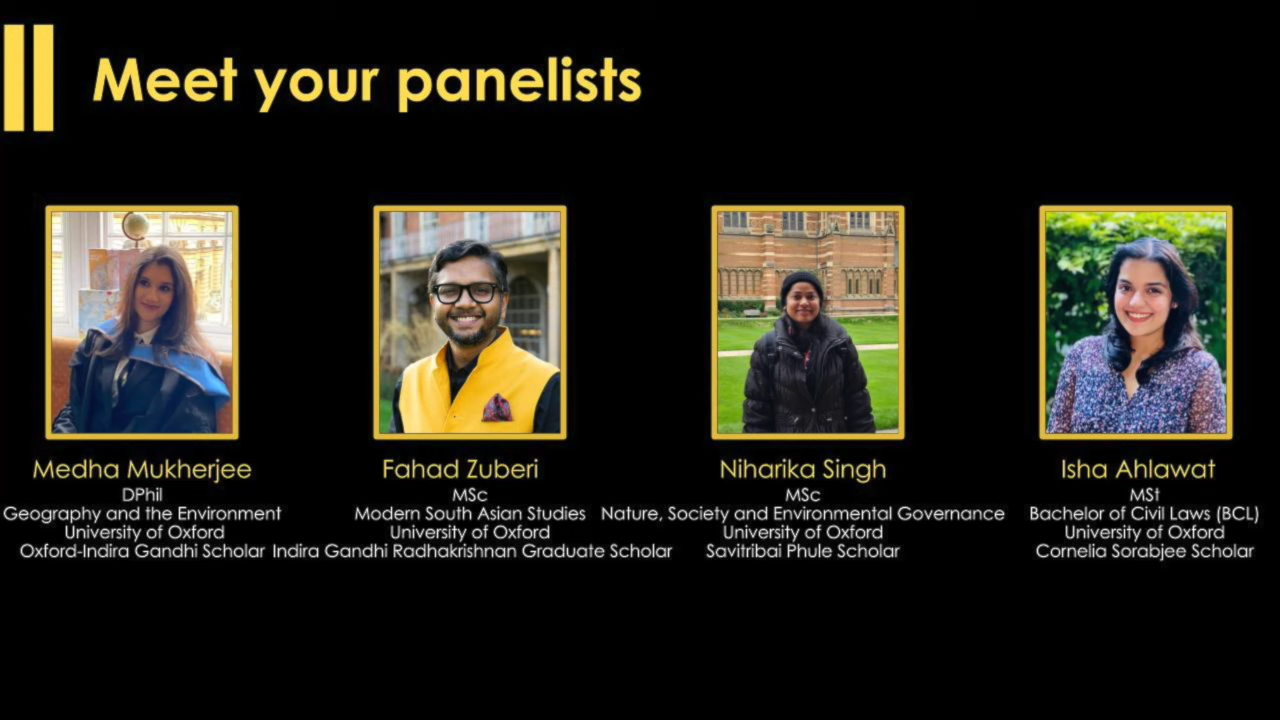 Meet your panelists
Medha Mukherjee
DPhil
Geography and the Environment
University of Oxford
Oxford-Indira Gandhi Scholar
Fahad Zuberi
MSc
Modern South Asian Studies
University of Oxford
Indira Gandhi Radhakrishnan Graduate Scholar
Niharika Singh
MSc
Nature, Society and Environmental Governance
University of Oxford
Savitribai Phule Scholar
Isha Ahlawat
MSt
Bachelor of Civil Laws (BCL)
University of Oxford
Cornelia Sorabjee Scholar